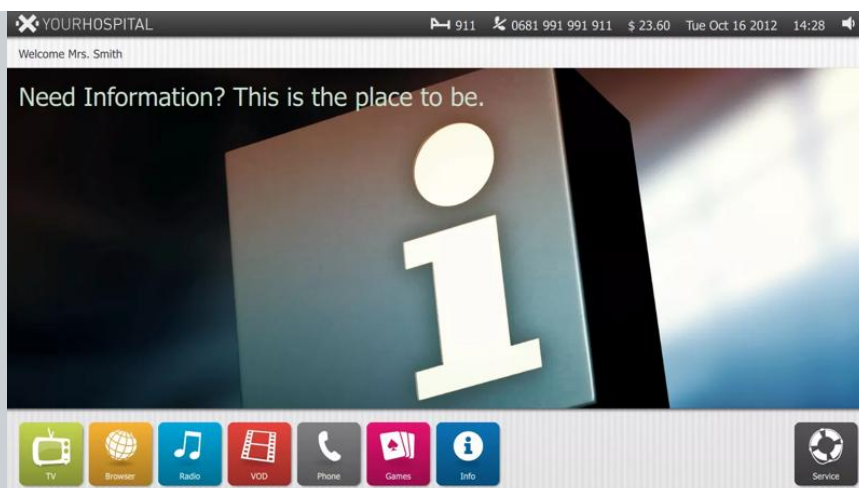 YOURHOSPITAL 911 0681 991 991 911 $ 23.60 Tue Oct 16 2012 14:28
Welcome Mrs. Smith
Need Information? This is the place to be.
i
TV Browser Radio VOD Phone Games Info Service